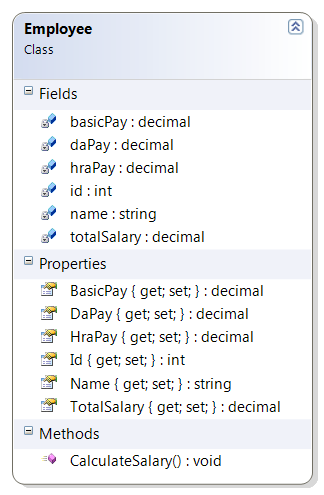 Employee
Class
Fields
basicPay : decimal
daPay : decimal
hraPay : decimal
id : int
name : string
totalSalary : decimal
Properties
BasicPay { get; set; } : decimal
DaPay { get; set; } : decimal
HraPay { get; set; } : decimal
Id { get; set; } : int
Name { get; set; } : string
TotalSalary { get; set; } : decimal
Methods
CalculateSalary() : void